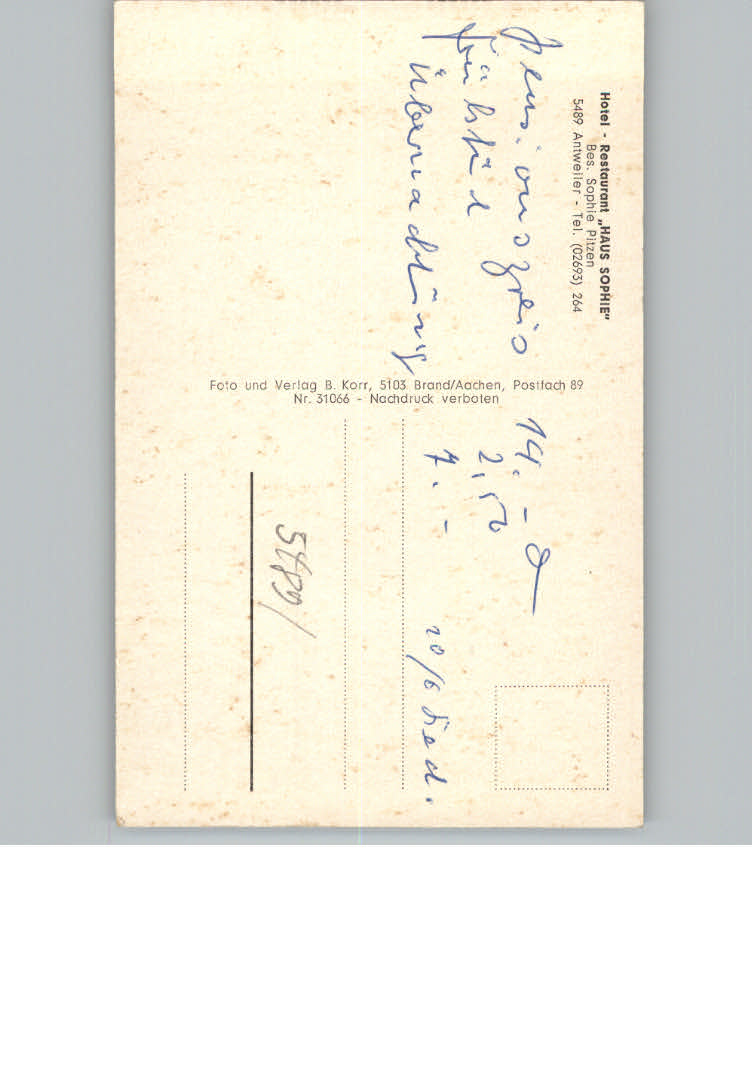 Hotel - Restaurant „HAUS SOPHIE"
Bes. Sophie Pitzen
5489 Antweiler - Tel. (02693) 264
Pensionspreis 14.-
Frühstück 2,50
Übernachtung 7.-
Foto und Verlag B. Korr, 5103 Brand/Aachen, Postfach 89
Nr. 31066 - Nachdruck verboten
5489/